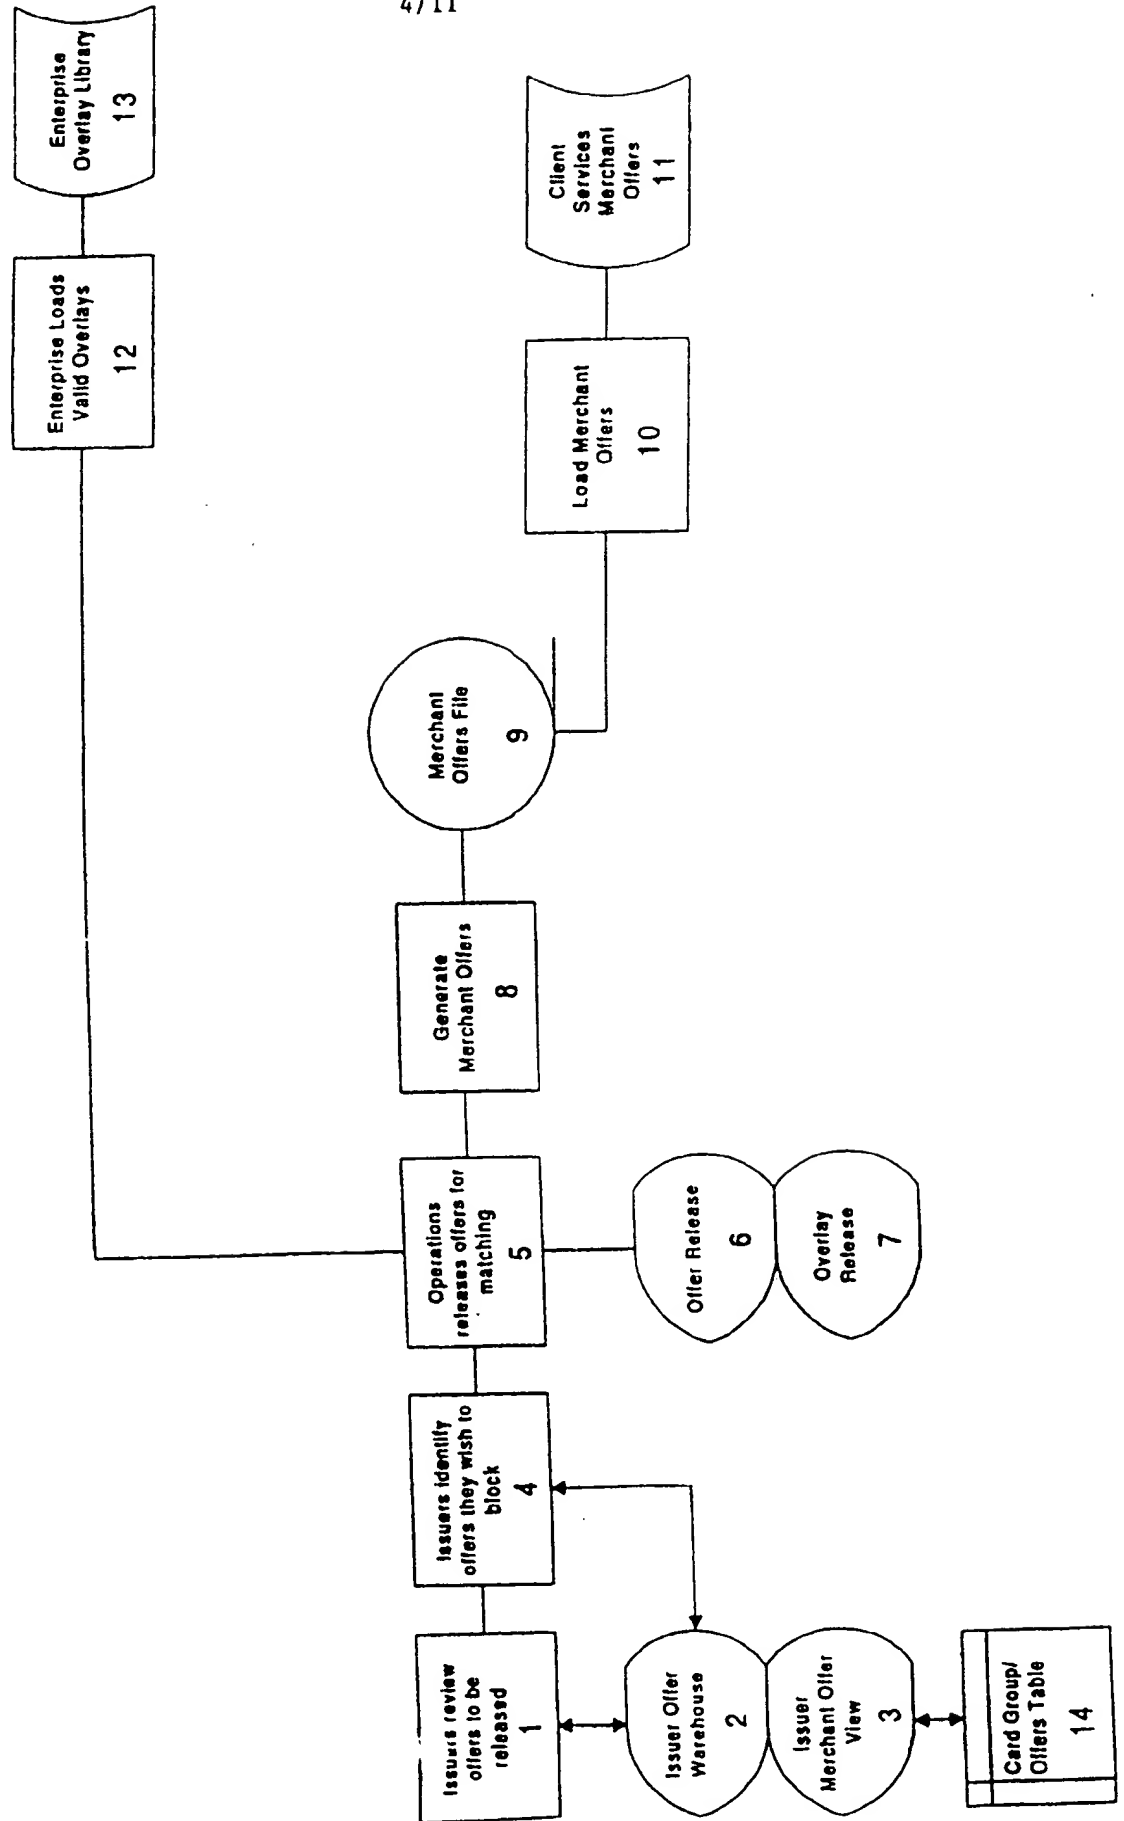 4/11
Issuers review
offers to be
released
1
Issuer Offer
Warehouse
2
Issuer
Merchant Offer
View
3
Card Group/
Offers Table
14
Issuers identify
offers they wish to
block
4
Operations
releases offers for
matching
5
Offer Release
6
Overlay
Release
7
Generate
Merchant Offers
8
Merchant
Offers File
9
Load Merchant
Offers
10
Client
Services
Merchant
Offers
11
Enterprise Loads
Valid Overlays
12
Enterprise
Overlay Library
13